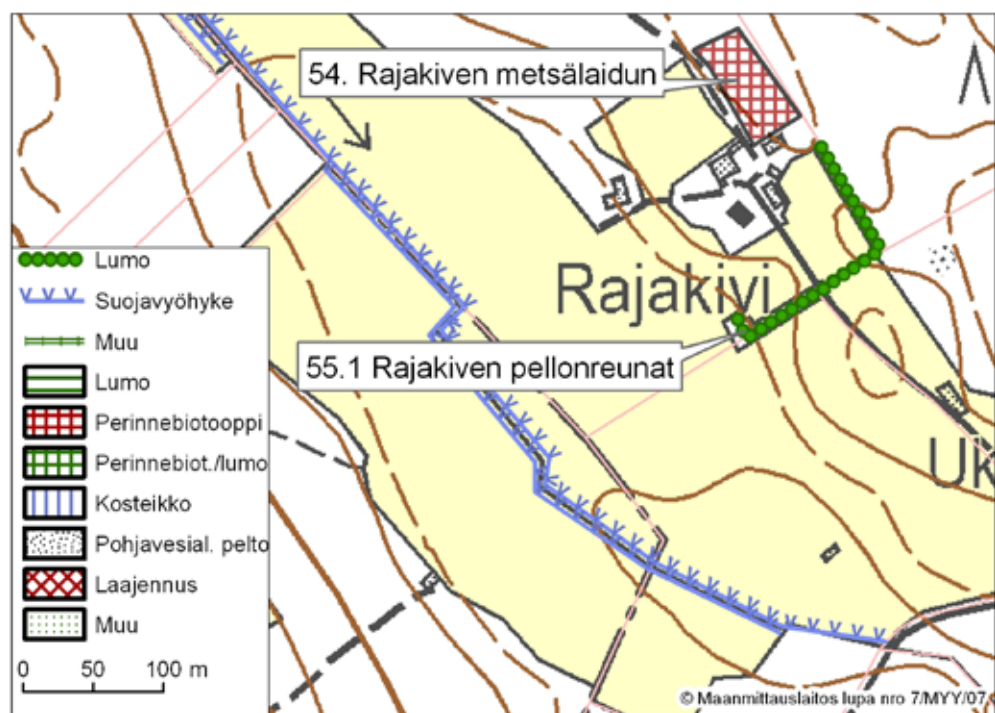 54. Rajakiven metsälaidun
Rajakivi
55.1 Rajakiven pellonreunat
Uk
Lumo
Suojavyöhyke
Muu
Lumo
Perinnebiotooppi
Perinnebiot./lumo
Kosteikko
Pohjavesial. pelto
Laajennus
Muu
0 50 100 m
© Maanmittauslaitos lupa nro 7/MYY/07